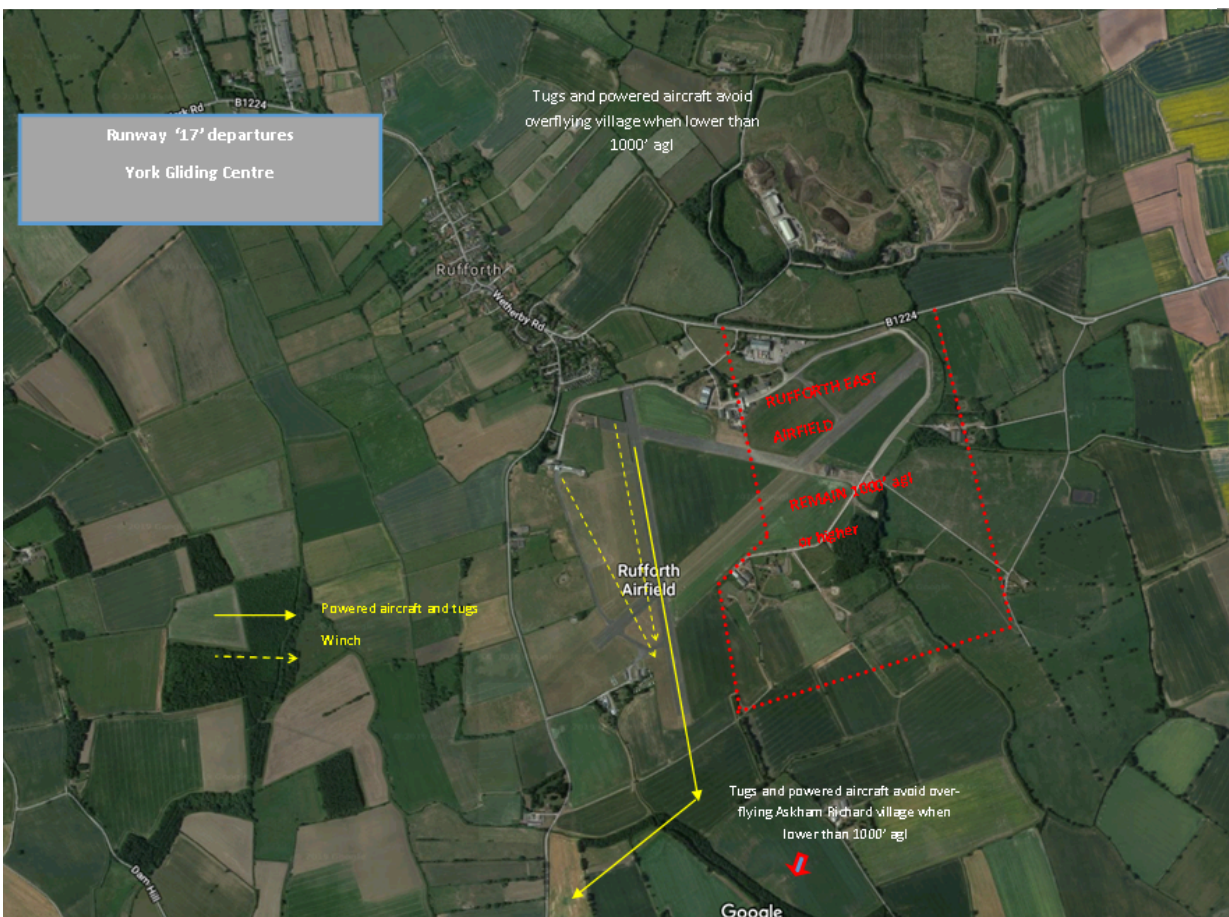 Tugs and powered aircraft avoid
overflying village when lower than
1000' agl
B1224
Runway '17' departures
York Gliding Centre
Rufforth
Wetherby Rd
B1224
RUFFORTH EAST
AIRFIELD
REMAIN 1000' agl
or higher
Rufforth
Airfield
Powered aircraft and tugs
Winch
Tugs and powered aircraft avoid over-
flying Askham Richard village when
lower than 1000' agl
Dam Hill
Google